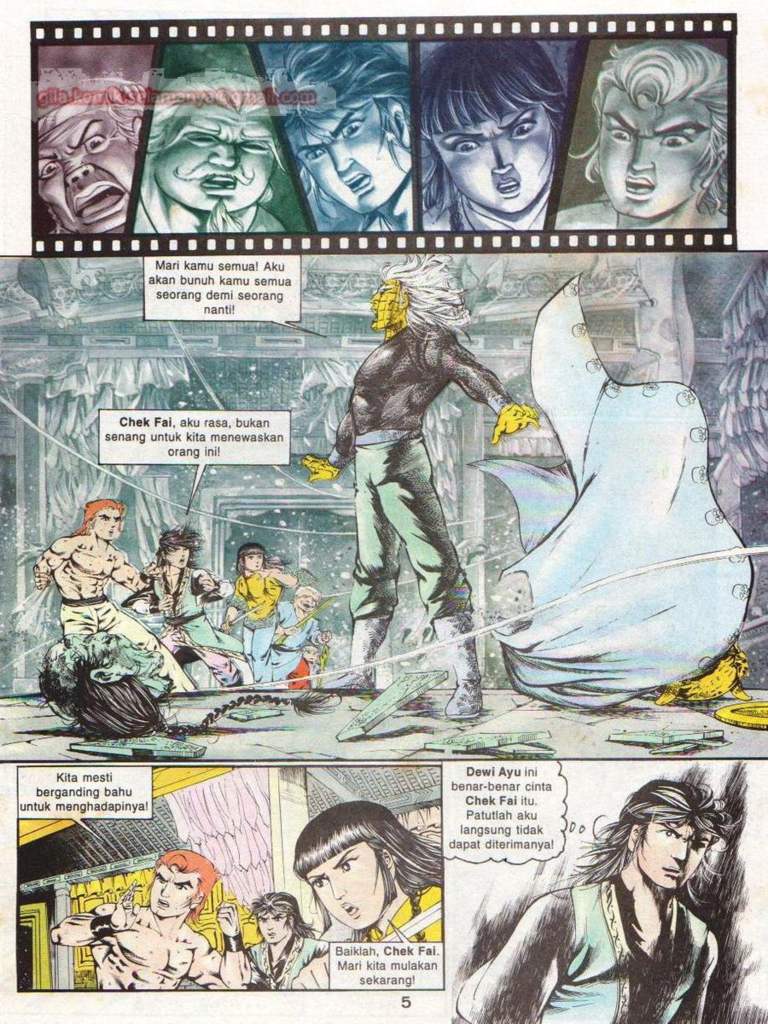 Mari kamu semua! Aku
akan bunuh kamu semua
seorang demi seorang
nanti!
Chek Fai, aku rasa, bukan
senang untuk kita menewaskan
orang ini!
Kita mesti
berganding bahu
untuk menghadapinya!
Baiklah, Chek Fai.
Mari kita mulakan
sekarang!
Dewi Ayu ini
benar-benar cinta
Chek Fai itu.
Patutlah aku
langsung tidak
dapat diterimanya!
5